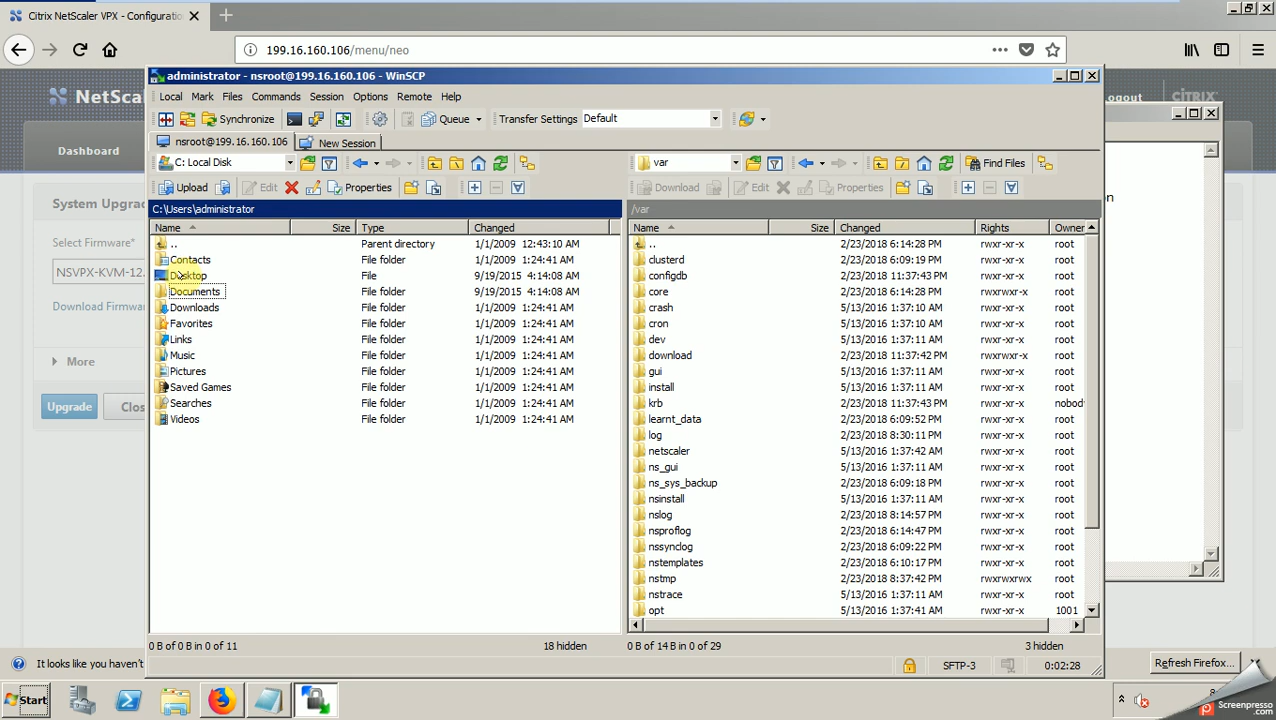 Citrix NetScaler VPX - Configuratio
199.16.160.106/menu/neo
NetSca
Logout
CITRIX
Dashboard
System Upgra
Select Firmware*
NSVPX-KVM-12.
Download Firmwar
More
Upgrade
Clos
n
administrator - nsroot@199.16.160.106 - WinSCP
Local Mark Files Commands Session Options Remote Help
Synchronize Queue Transfer Settings Default
nsroot@199.16.160.106 New Session
C: Local Disk
var Find Files
Upload Edit Properties
Download Edit Properties
C:\Users\administrator
/var
Name Size Type Changed
.. Parent directory 1/1/2009 12:43:10 AM
Contacts File folder 1/1/2009 1:24:41 AM
Desktop File 9/19/2015 4:14:08 AM
Documents File folder 9/19/2015 4:14:08 AM
Downloads File folder 1/1/2009 1:24:41 AM
Favorites File folder 1/1/2009 1:24:41 AM
Links File folder 1/1/2009 1:24:41 AM
Music File folder 1/1/2009 1:24:41 AM
Pictures File folder 1/1/2009 1:24:41 AM
Saved Games File folder 1/1/2009 1:24:41 AM
Searches File folder 1/1/2009 1:24:41 AM
Videos File folder 1/1/2009 1:24:41 AM
Name Size Changed Rights Owner
.. 2/23/2018 6:14:28 PM rwxr-xr-x root
clusterd 2/23/2018 6:09:19 PM rwxr-xr-x root
configdb 2/23/2018 11:37:43 PM rwxr-xr-x root
core 2/23/2018 6:14:28 PM rwxr-xr-x root
crash 5/13/2016 1:37:10 AM rwxr-xr-x root
cron 5/13/2016 1:37:10 AM rwxr-xr-x root
dev 5/13/2016 1:37:11 AM rwxr-xr-x root
download 2/23/2018 11:37:42 PM rwxrwxr-x root
gui 5/13/2016 1:37:11 AM rwxr-xr-x root
install 5/13/2016 1:37:11 AM rwxr-xr-x root
krb 2/23/2018 11:37:43 PM rwxr-xr-x nobody
learnt_data 2/23/2018 6:09:52 PM rwxr-xr-x root
log 2/23/2018 8:30:11 PM rwxr-xr-x root
netscaler 5/13/2016 1:37:42 AM rwxr-xr-x root
ns_gui 5/13/2016 1:37:11 AM rwxr-xr-x root
ns_sys_backup 2/23/2018 6:09:18 PM rwxr-xr-x root
nsinstall 5/13/2016 1:37:11 AM rwxr-xr-x root
nslog 2/23/2018 8:14:57 PM rwxr-xr-x root
nsproflog 2/23/2018 6:14:47 PM rwxr-xr-x root
nssynclog 2/23/2018 6:09:22 PM rwxr-xr-x root
nstemplates 2/23/2018 6:10:17 PM rwxr-xr-x root
nstmp 2/23/2018 8:37:42 PM rwxrwxrwx root
nstrace 5/13/2016 1:37:11 AM rwxr-xr-x root
opt 5/13/2016 1:37:41 AM rwxr-xr-x 1001
0 B of 0 B in 0 of 11 18 hidden
0 B of 14 B in 0 of 29 3 hidden
SFTP-3 0:02:28
It looks like you haven't
Refresh Firefox...
Start
8
Screenpresso
.com